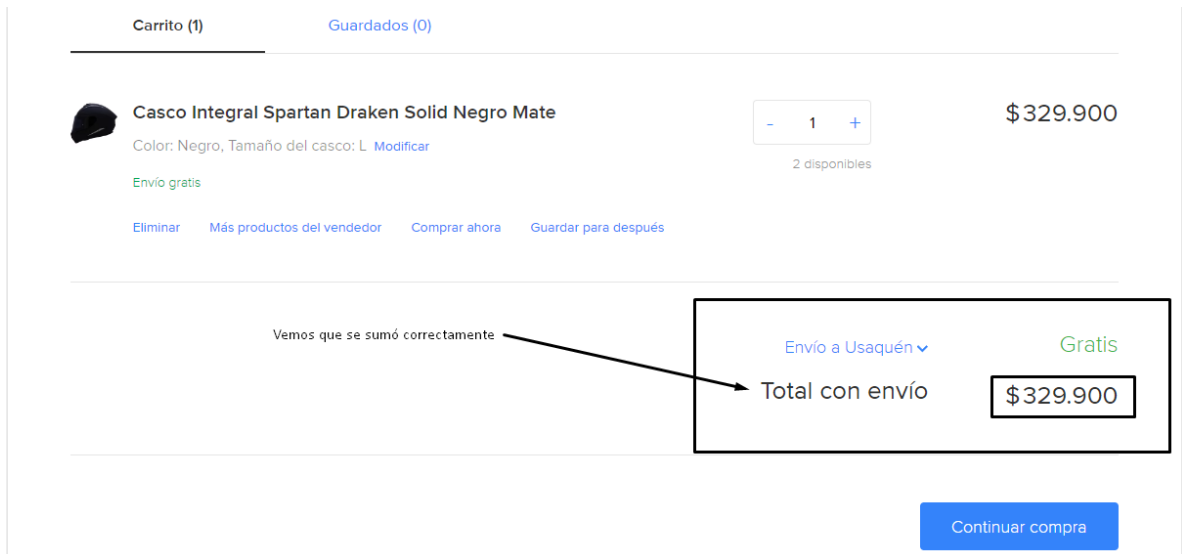 Carrito (1)
Guardados (0)
Casco Integral Spartan Draken Solid Negro Mate
- 1 +
$329.900
Color: Negro, Tamaño del casco: L Modificar
2 disponibles
Envío gratis
Eliminar Más productos del vendedor Comprar ahora Guardar para después
Vemos que se sumó correctamente
Envío a Usaquén Gratis
Total con envío $329.900
Continuar compra